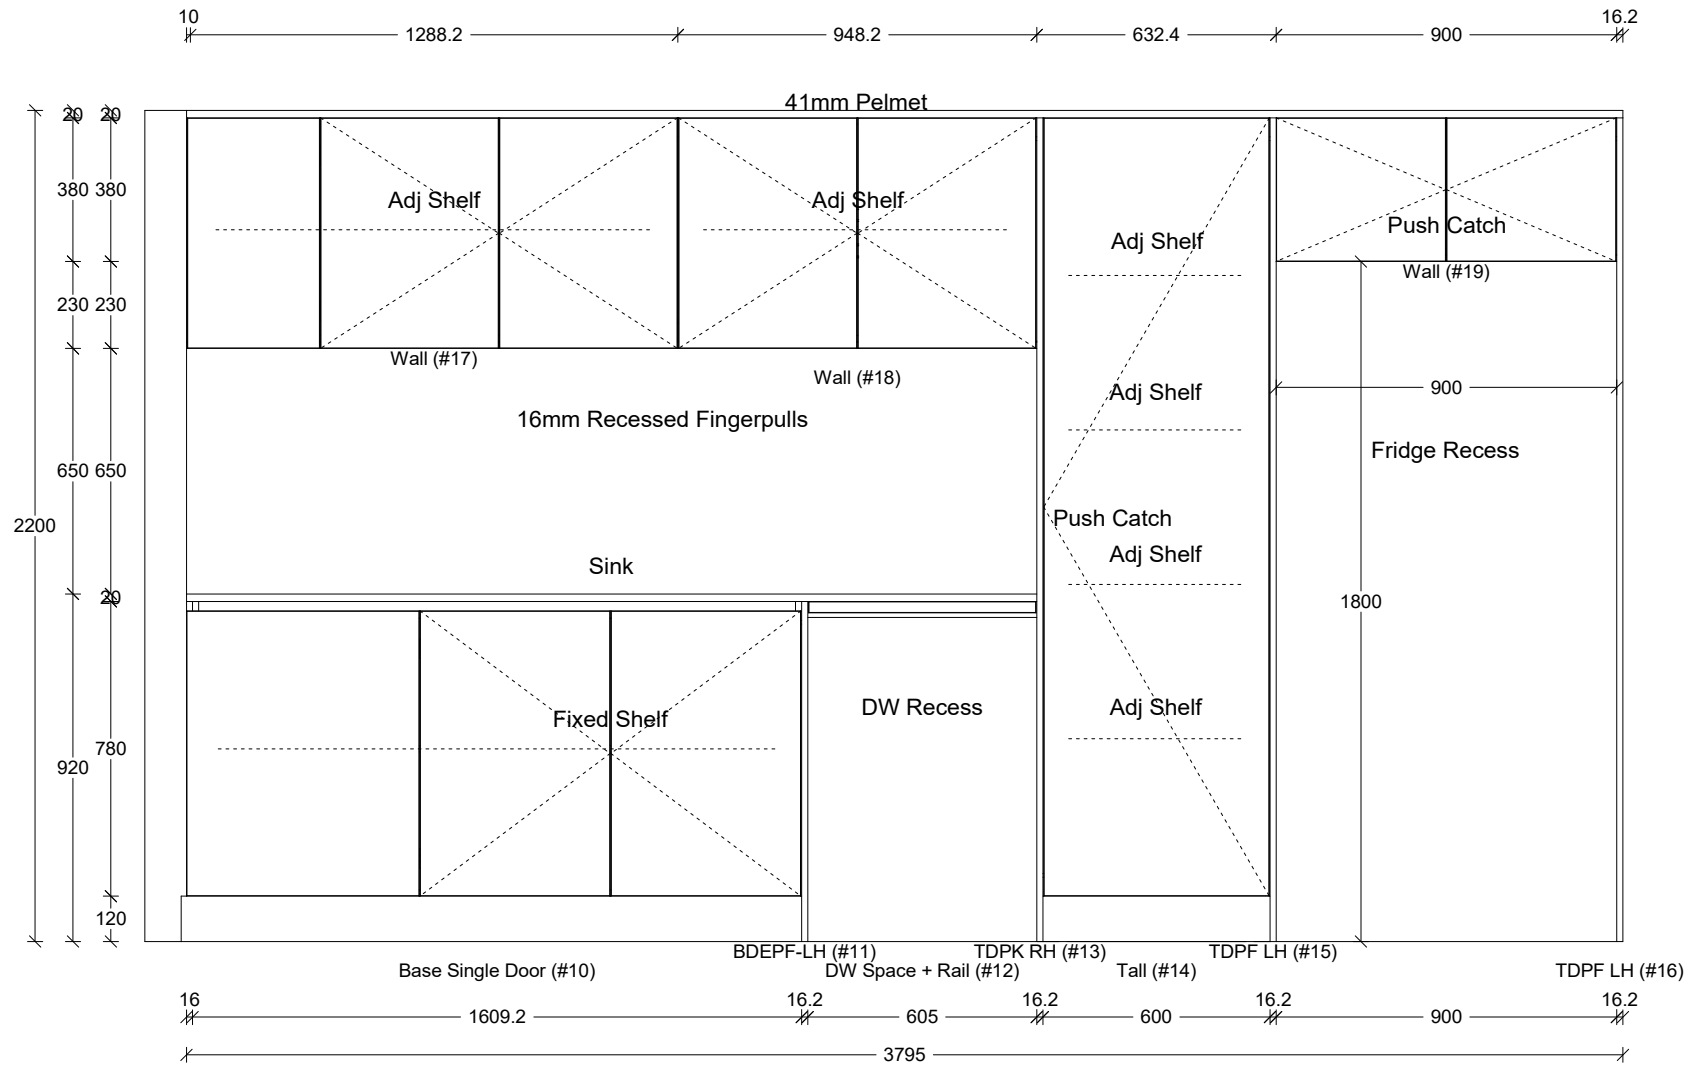 10 16.2
1288.2 948.2 632.4 900
41mm Pelmet
20 20
380 380 Adj Shelf Adj Shelf
Push Catch
Adj Shelf
Wall (#19)
230 230
Wall (#17)
Wall (#18)
Adj Shelf 900
16mm Recessed Fingerpulls
Fridge Recess
650 650
2200
Push Catch
Adj Shelf
Sink
20 1800
Fixed Shelf DW Recess Adj Shelf
780
920
120
BDEPF-LH (#11) TDPK RH (#13) TDPF LH (#15)
Base Single Door (#10) DW Space + Rail (#12) Tall (#14) TDPF LH (#16)
16 16.2 16.2 16.2 16.2
1609.2 605 600 900
3795